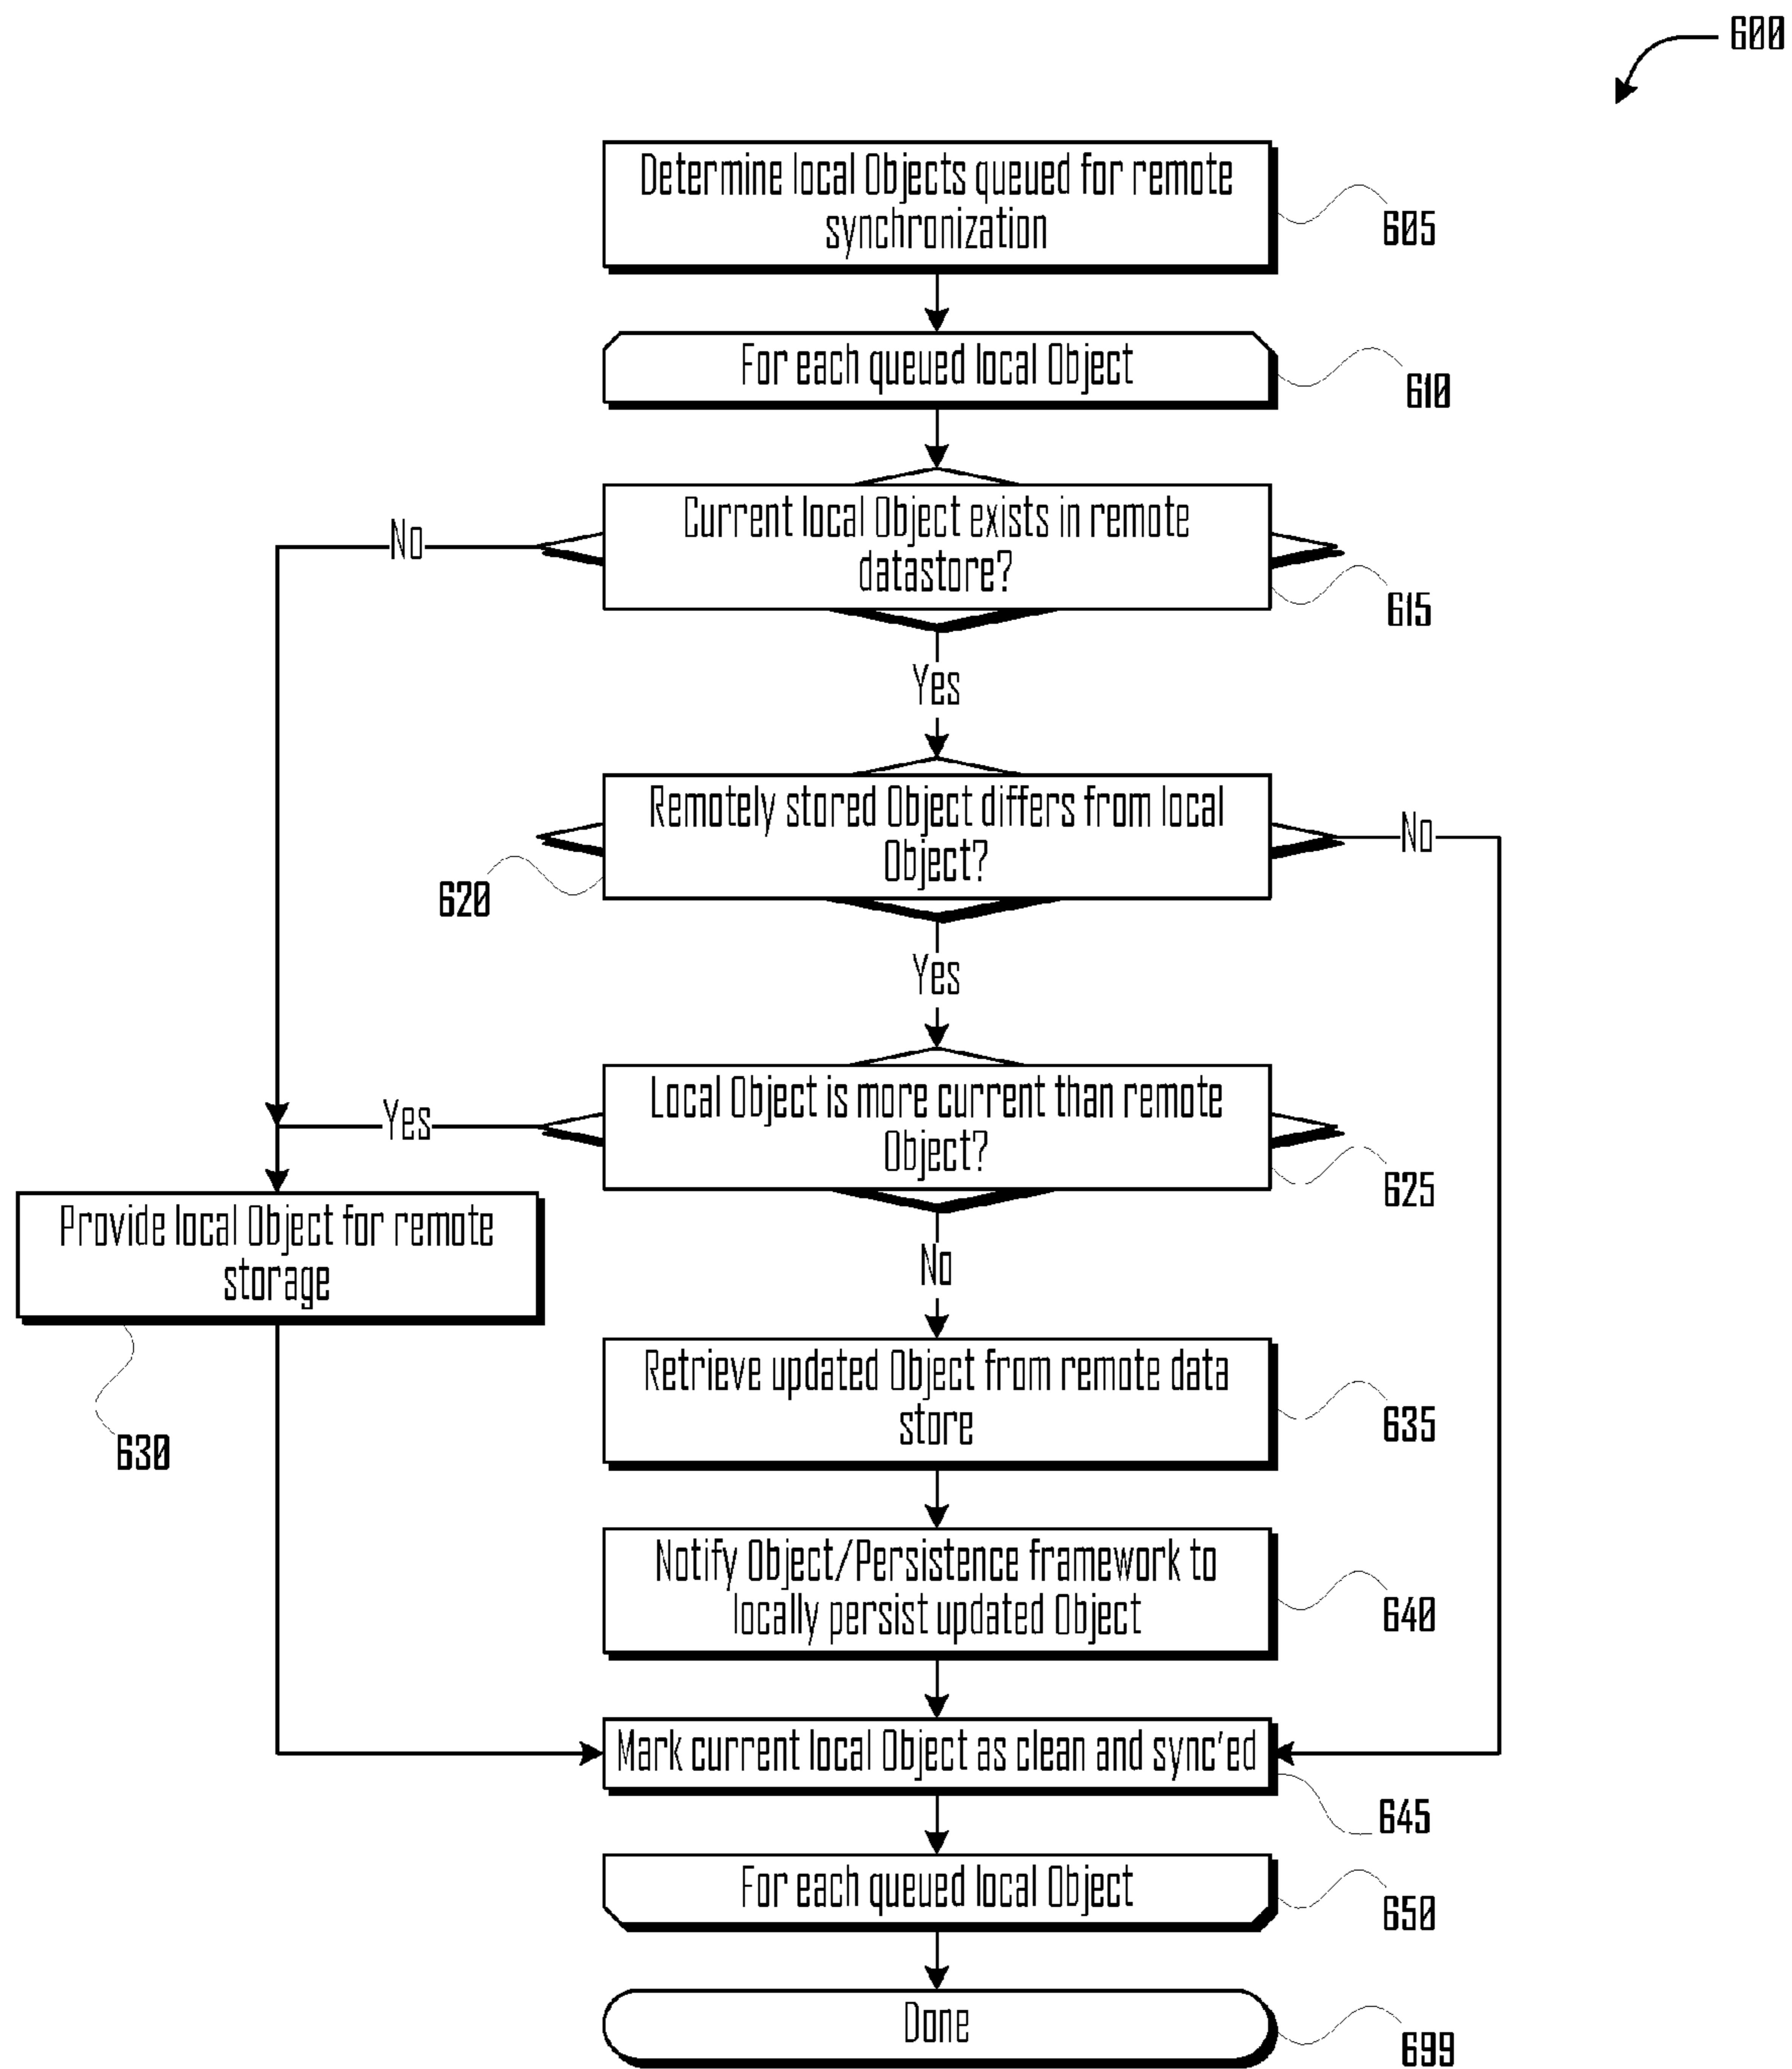 600
Determine local Objects queued for remote
synchronization
605
For each queued local Object
610
Current local Object exists in remote
datastore?
No
615
Yes
Remotely stored Object differs from local
Object?
No
620
Yes
Local Object is more current than remote
Object?
Yes
625
Provide local Object for remote
storage
No
630
Retrieve updated Object from remote data
store
635
Notify Object/Persistence framework to
locally persist updated Object
640
Mark current local Object as clean and sync'ed
645
For each queued local Object
650
Done
699